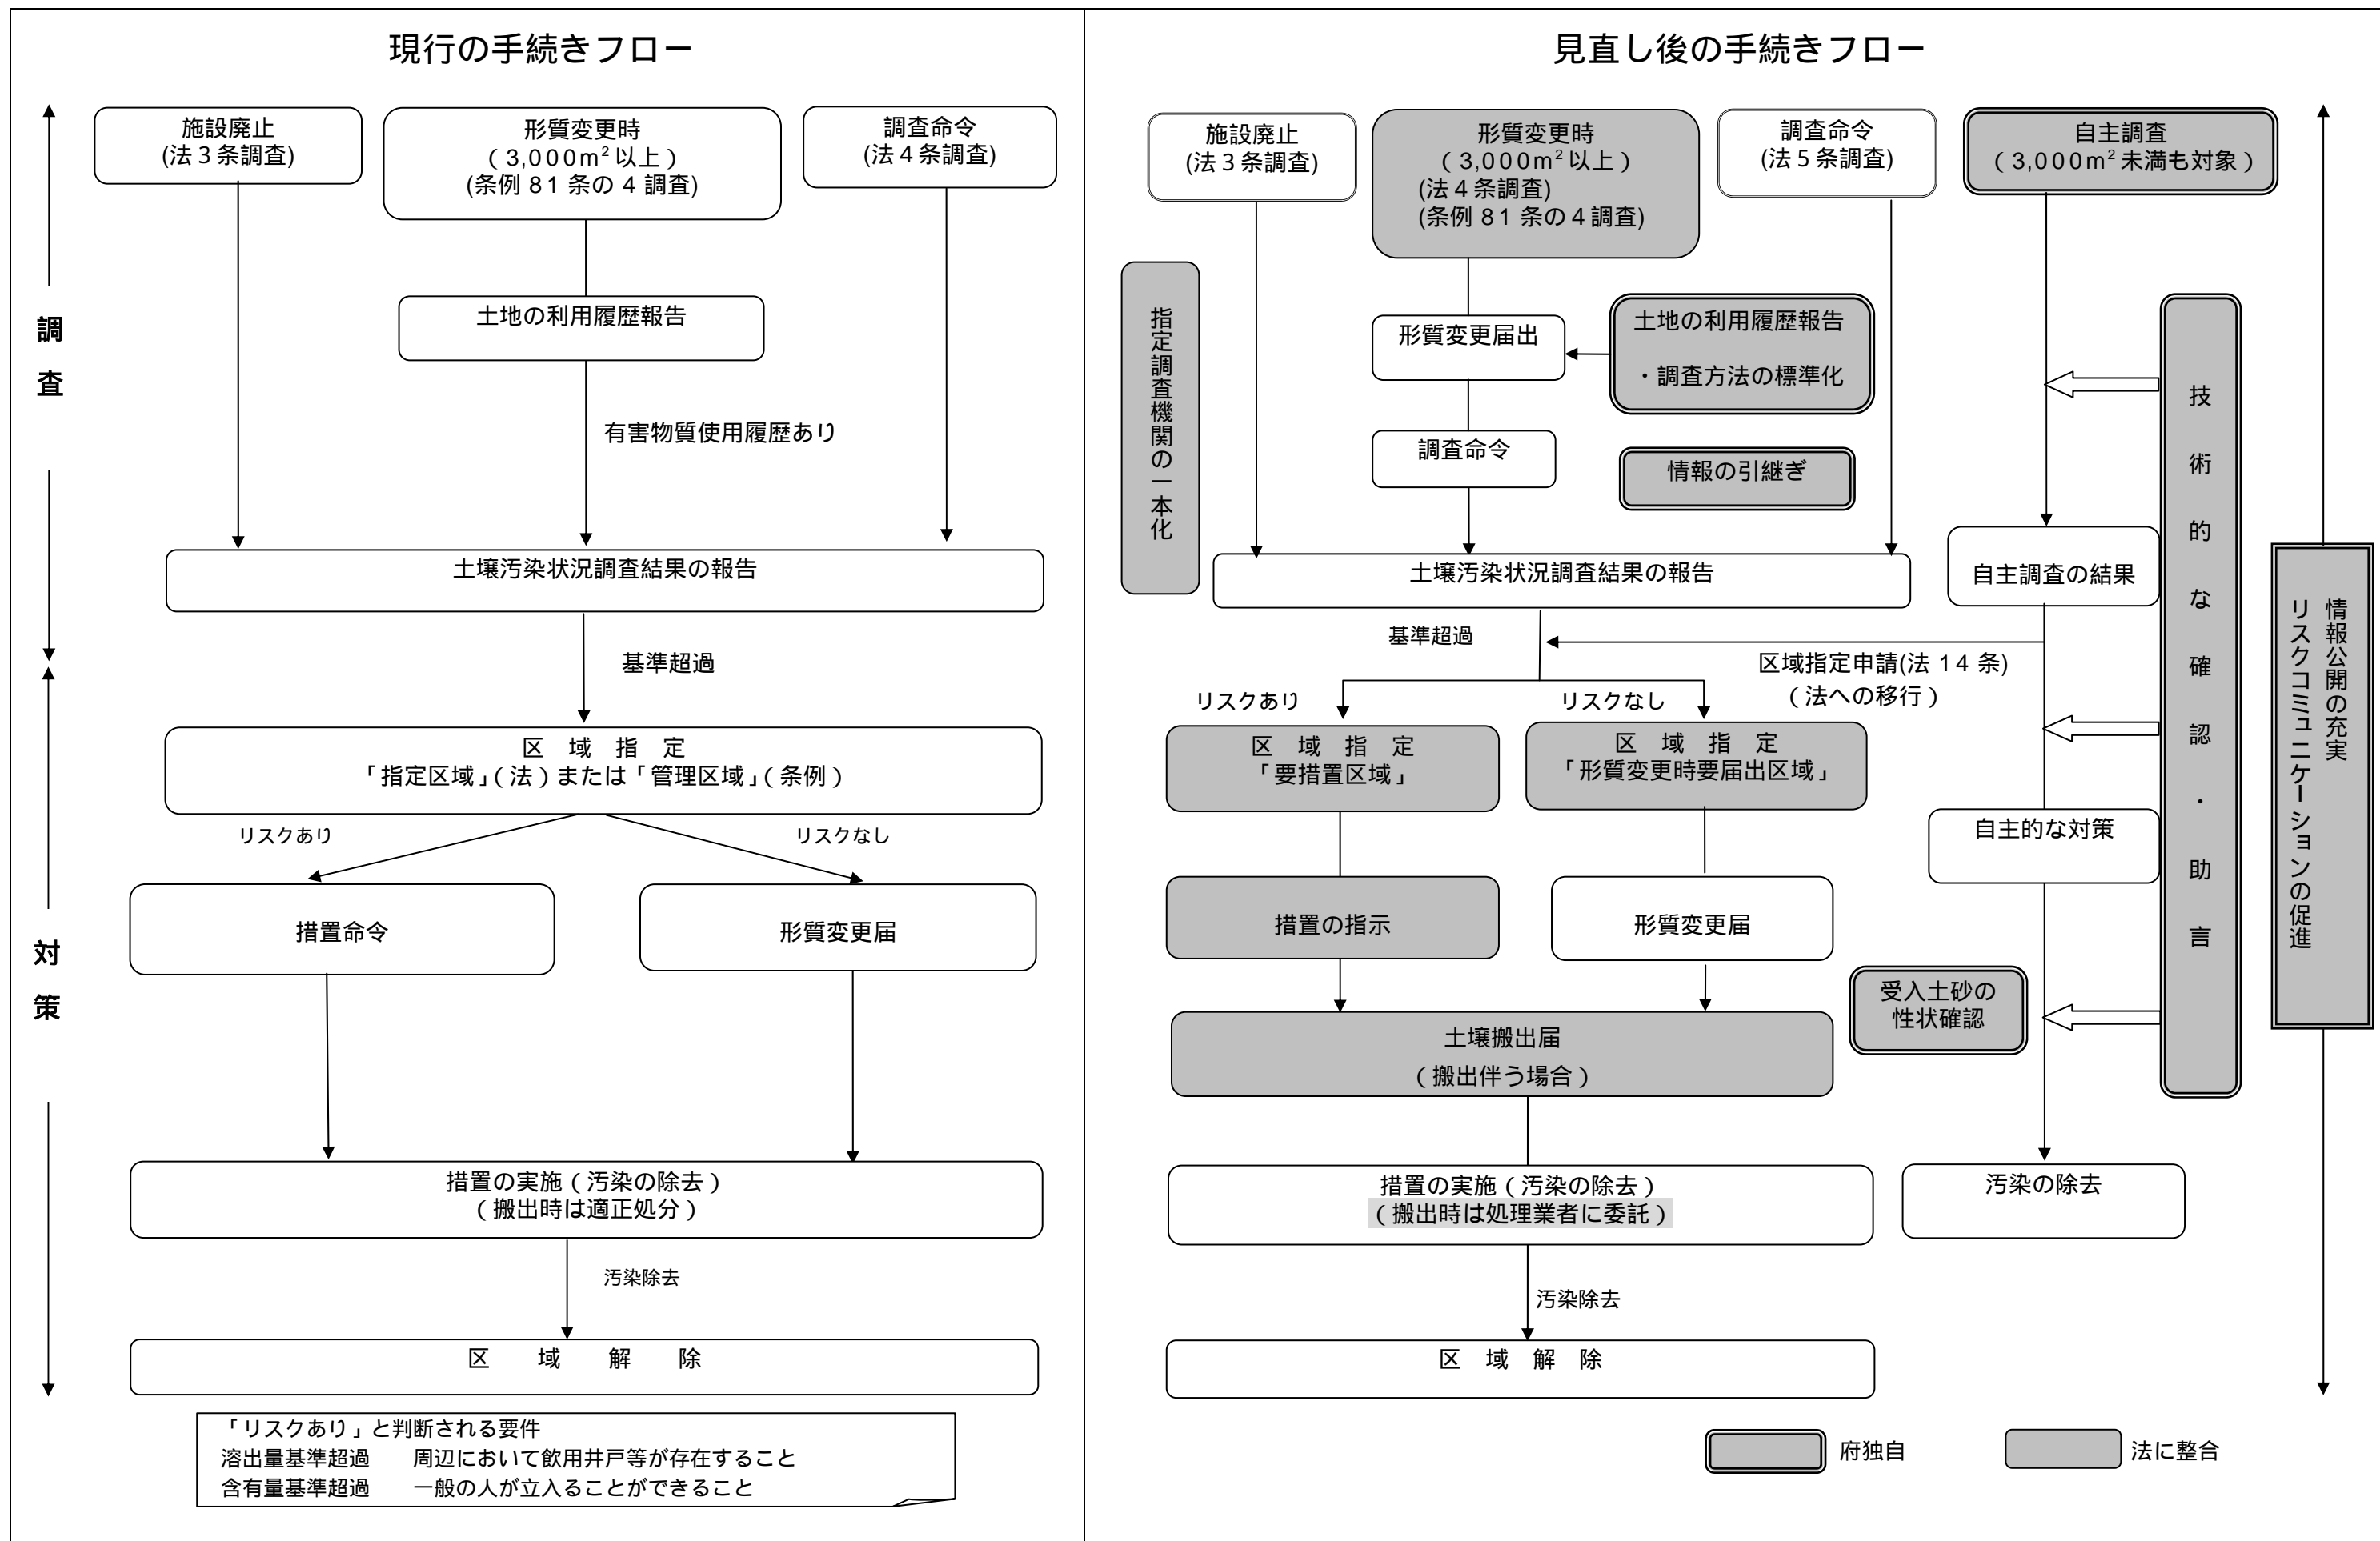 現行の手続きフロー
施設廃止
(法3条調査)
形質変更時
(3,000m²以上)
(条例81条の4調査)
調査命令
(法4条調査)
土地の利用履歴報告
有害物質使用履歴あり
調査
土壌汚染状況調査結果の報告
基準超過
区 域 指 定
「指定区域」(法)または「管理区域」(条例)
リスクあり
リスクなし
措置命令
形質変更届
対策
措置の実施(汚染の除去)
(搬出時は適正処分)
汚染除去
区 域 解 除
「リスクあり」と判断される要件
溶出量基準超過 周辺において飲用井戸等が存在すること
含有量基準超過 一般の人が立入ることができること
見直し後の手続きフロー
施設廃止
(法3条調査)
形質変更時
(3,000m²以上)
(法4条調査)
(条例81条の4調査)
調査命令
(法5条調査)
自主調査
(3,000m²未満も対象)
指定調査機関の一本化
形質変更届出
土地の利用履歴報告
・調査方法の標準化
調査命令
情報の引継ぎ
技術的な確認・助言
土壌汚染状況調査結果の報告
自主調査の結果
情報公開の充実
リスクコミュニケーションの促進
基準超過
区域指定申請(法14条)
(法への移行)
リスクあり
リスクなし
区 域 指 定
「要措置区域」
区 域 指 定
「形質変更時要届出区域」
自主的な対策
措置の指示
形質変更届
受入土砂の
性状確認
土壌搬出届
(搬出伴う場合)
措置の実施(汚染の除去)
(搬出時は処理業者に委託)
汚染の除去
汚染除去
区 域 解 除
府独自
法に整合